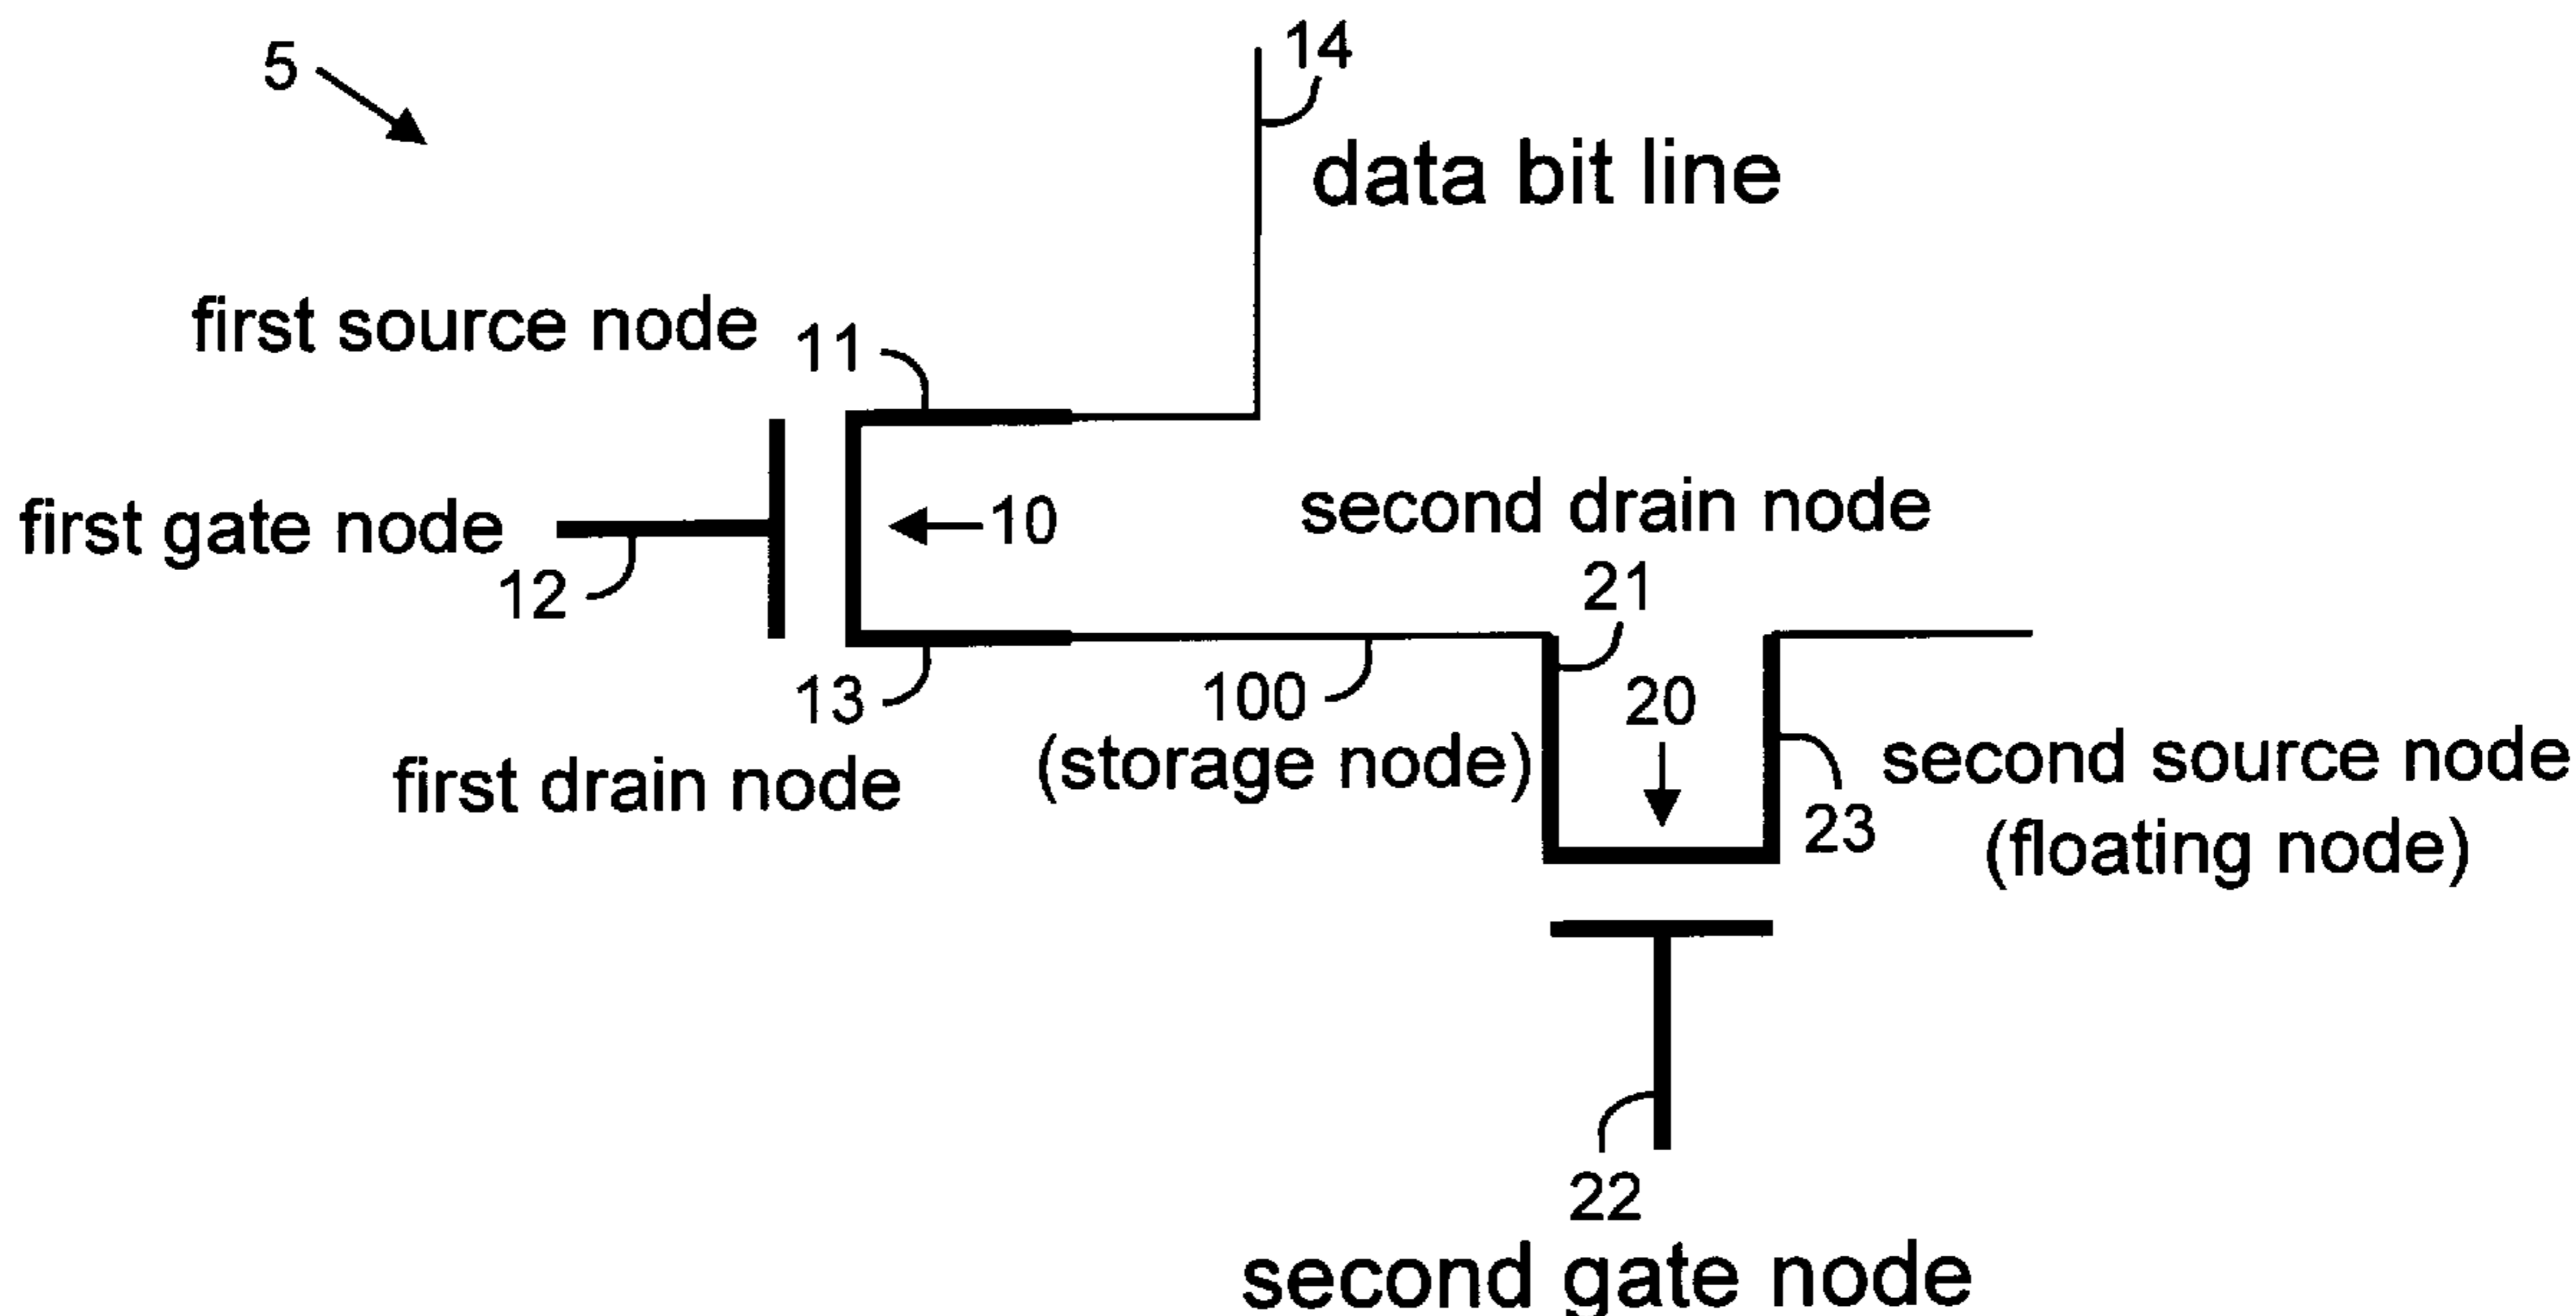 5
14
data bit line
first source node 11
first gate node
12
10
second drain node
21
13
first drain node
100
(storage node)
20
second source node
23
(floating node)
22
second gate node